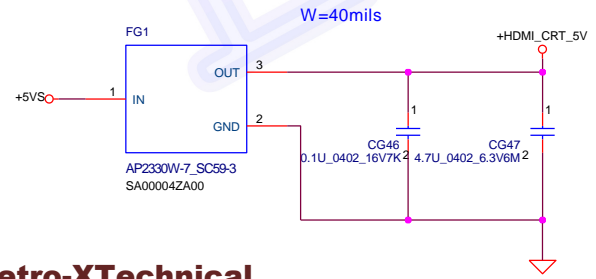 W=40mils
FG1
+HDMI_CRT_5V
OUT
3
+5VS
1
IN
GND
2
1
1
CG46
0.1U_0402_16V7K
2
CG47
4.7U_0402_6.3V6M
2
AP2330W-7_SC59-3
SA00004ZA00
etro-XTechnical